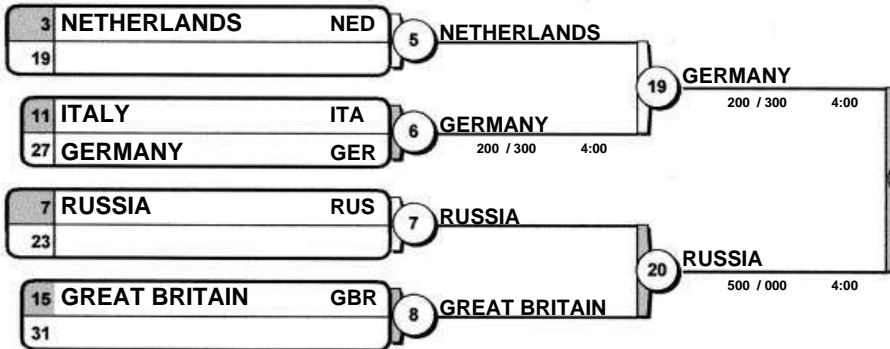 3 NETHERLANDS NED
19
5 NETHERLANDS
11 ITALY ITA
27 GERMANY GER
6 GERMANY
200 / 300 4:00
19 GERMANY
200 / 300 4:00
7 RUSSIA RUS
23
7 RUSSIA
15 GREAT BRITAIN GBR
31
8 GREAT BRITAIN
20 RUSSIA
500 / 000 4:00